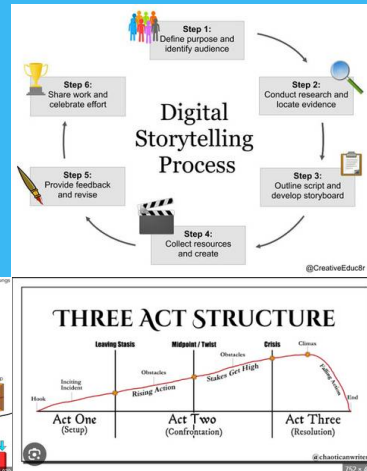 Step 1:
Define purpose and
identify audience
Step 2:
Conduct research and
locate evidence
Step 3:
Outline script and
develop storyboard
Step 4:
Collect resources
and create
Step 5:
Provide feedback
and revise
Step 6:
Share work and
celebrate effort
Digital
Storytelling
Process
@CreativeEduc8r
THREE ACT STRUCTURE
Leaving Stasis
Midpoint / Twist
Crisis
Climax
Hook
Inciting
Incident
Obstacles
Rising Action
Obstacles
Stakes Get High
Falling Action
End
Act One
(Setup)
Act Two
(Confrontation)
Act Three
(Resolution)
@chaoticanwriter